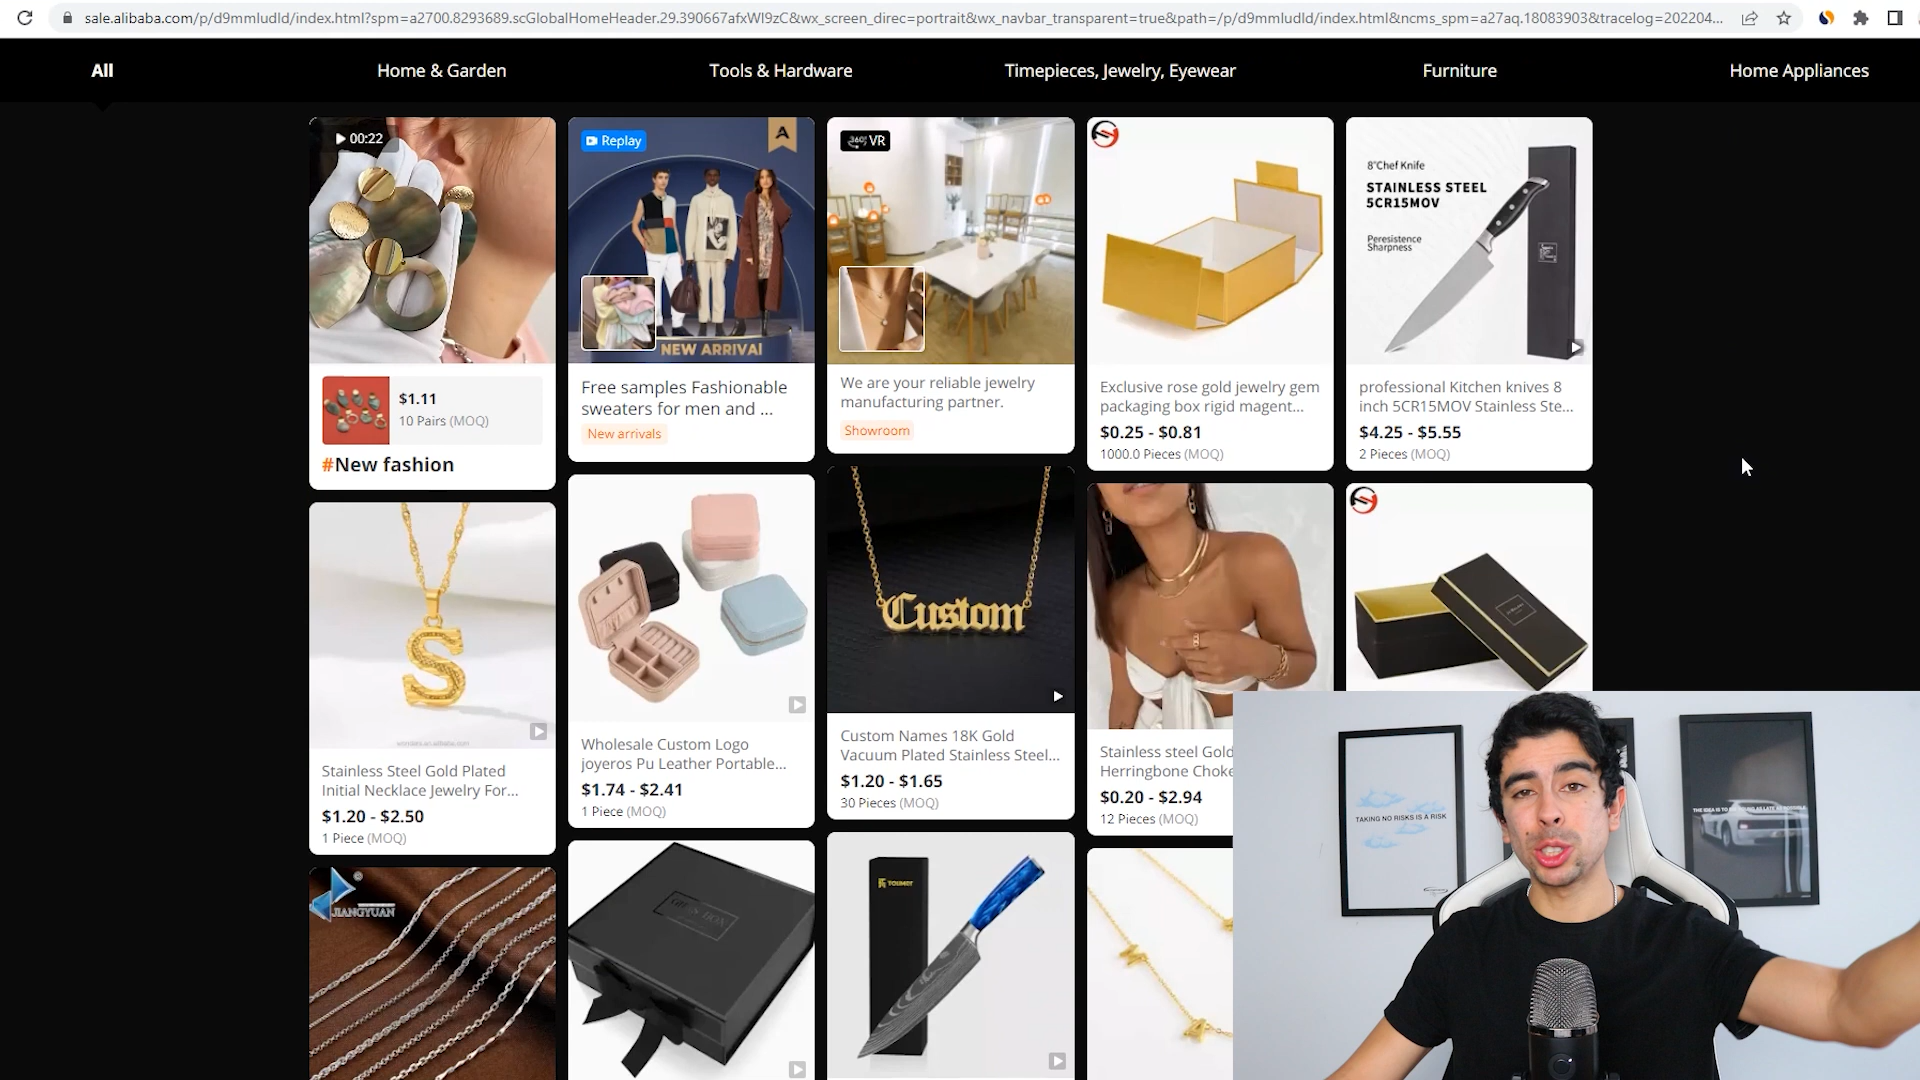 sale.alibaba.com/p/d9mmludld/index.html?spm=a2700.8293689.scGlobalHomeHeader.29.390667afxWl9zC&wx_screen_direc=portrait&wx_navbar_transparent=true&path=/p/d9mmludld/index.html&ncms_spm=a27aq.18083903&tracelog=202204...
All
Home & Garden
Tools & Hardware
Timepieces, Jewelry, Eyewear
Furniture
Home Appliances
00:22
$1.11
10 Pairs (MOQ)
#New fashion
Replay
A
NEW ARRIVAl
Free samples Fashionable
sweaters for men and ...
New arrivals
360° VR
We are your reliable jewelry
manufacturing partner.
Showroom
Exclusive rose gold jewelry gem
packaging box rigid magent...
$0.25 - $0.81
1000.0 Pieces (MOQ)
8"Chef Knife
STAINLESS STEEL
5CR15MOV
Peresistence
Sharpness
professional Kitchen knives 8
inch 5CR15MOV Stainless Ste...
$4.25 - $5.55
2 Pieces (MOQ)
S
Stainless Steel Gold Plated
Initial Necklace Jewelry For...
$1.20 - $2.50
1 Piece (MOQ)
Wholesale Custom Logo
joyeros Pu Leather Portable...
$1.74 - $2.41
1 Piece (MOQ)
Custom
Custom Names 18K Gold
Vacuum Plated Stainless Steel...
$1.20 - $1.65
30 Pieces (MOQ)
Stainless steel Gold
Herringbone Choke
$0.20 - $2.94
12 Pieces (MOQ)
JIANGYUAN
TAKING NO RISKS IS A RISK